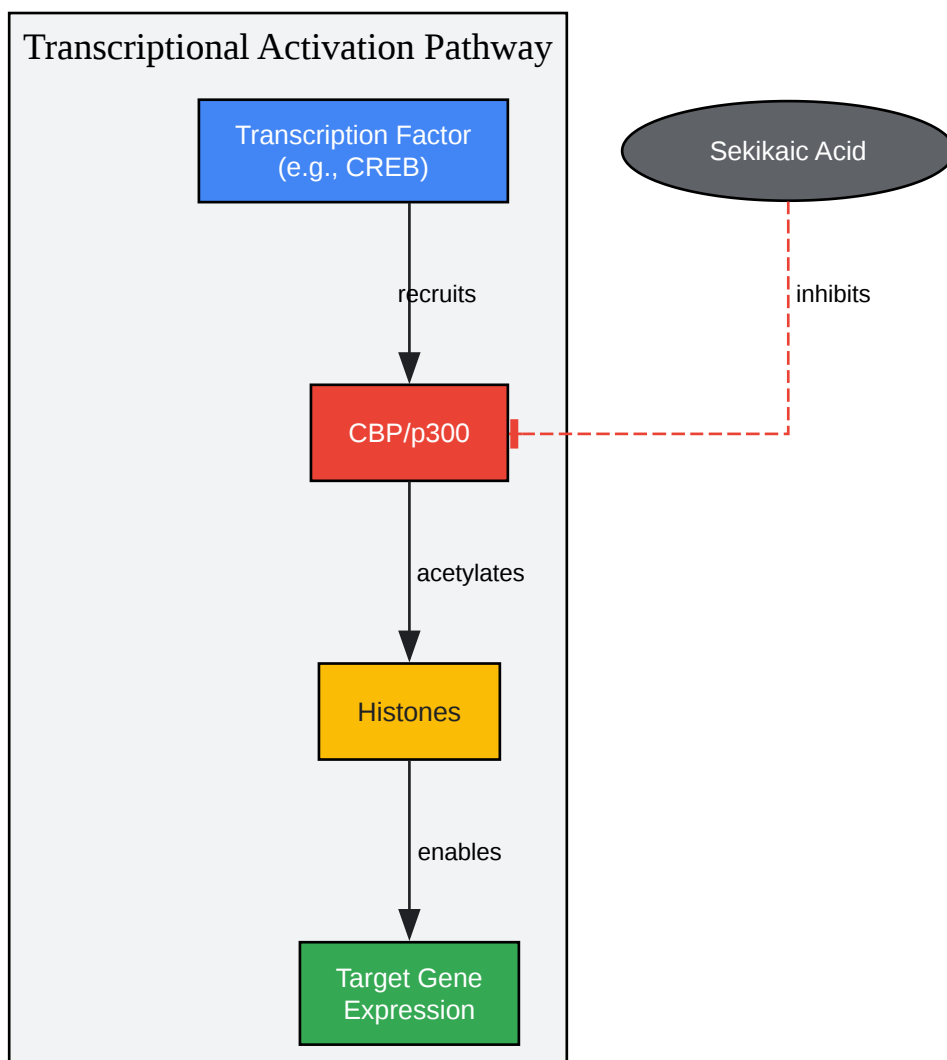 Transcriptional Activation Pathway
Transcription Factor
(e.g., CREB)
Sekikaic Acid
recruits
inhibits
CBP/p300
acetylates
Histones
enables
Target Gene
Expression